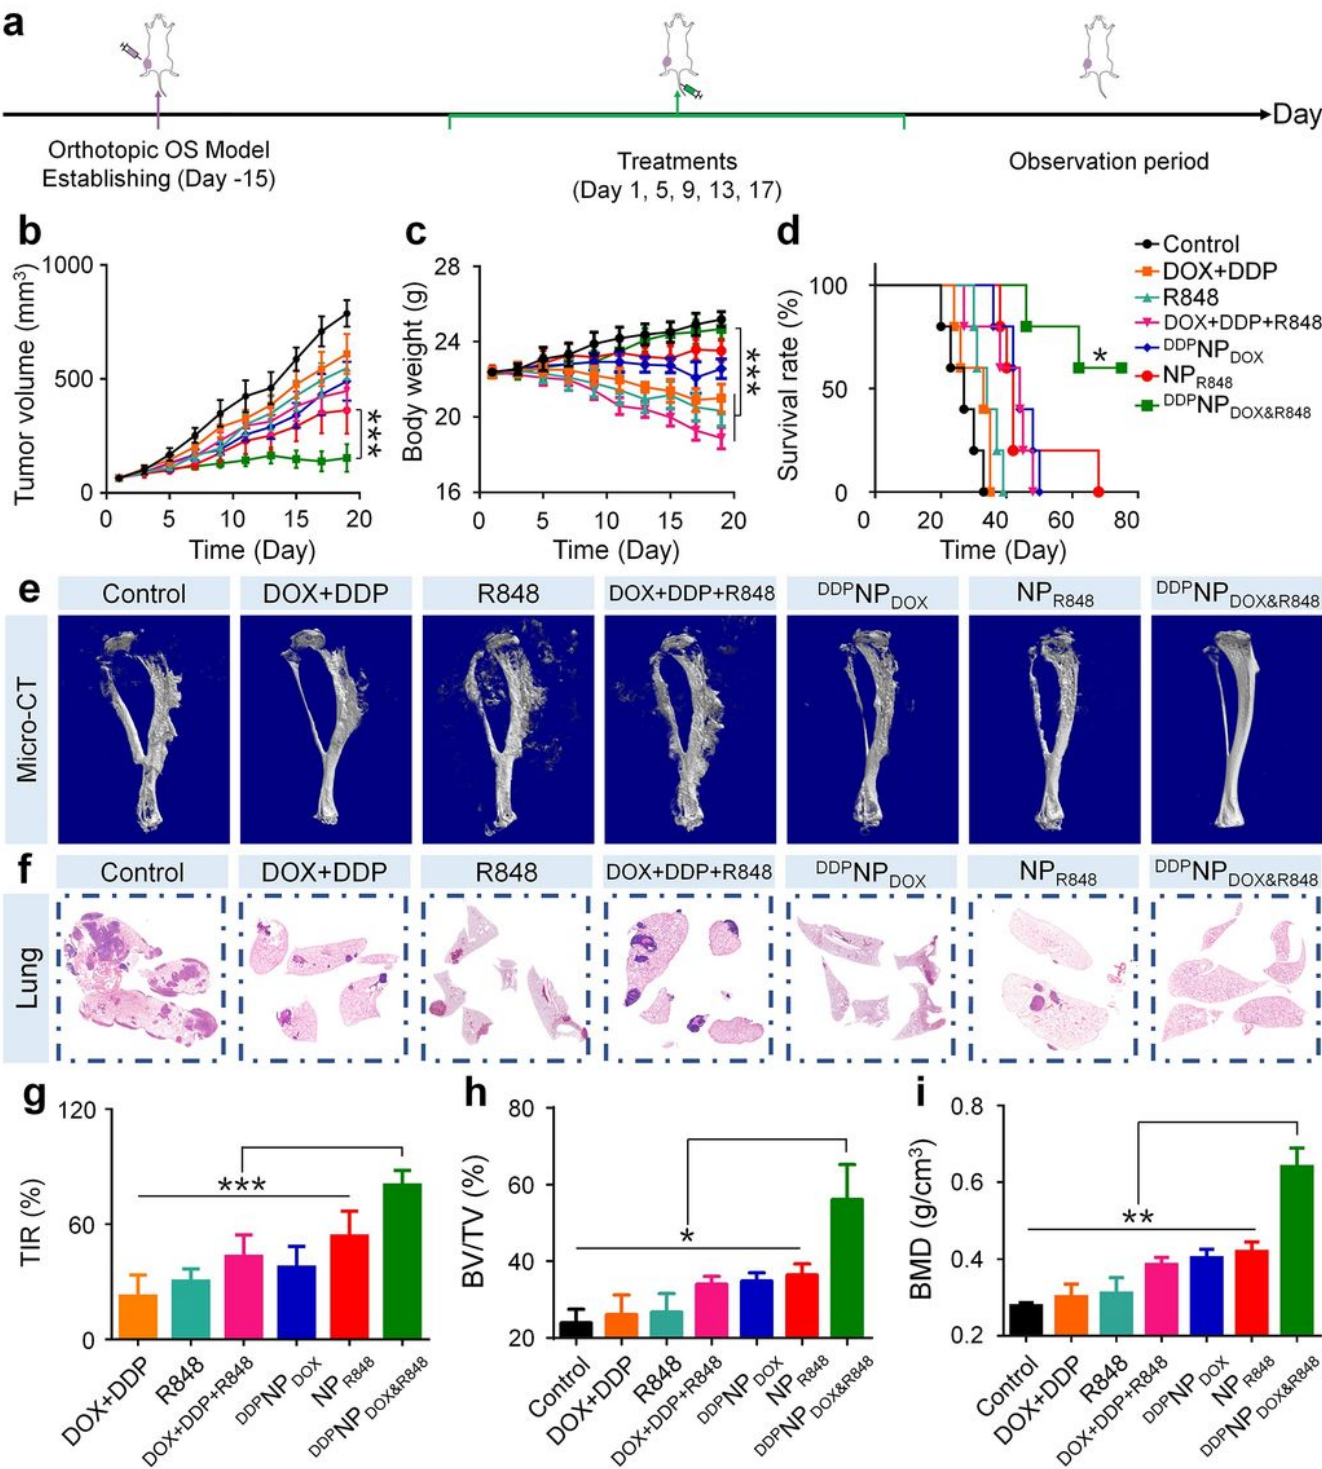 a
Day
Orthotopic OS Model
Establishing (Day -15)
Treatments
(Day 1, 5, 9, 13, 17)
Observation period
b
Tumor volume (mm³)
1000
500
0
0 5 10 15 20
Time (Day)
***
c
Body weight (g)
28
24
20
16
0 5 10 15 20
Time (Day)
***
d
Survival rate (%)
100
50
0
0 20 40 60 80
Time (Day)
*
Control
DOX+DDP
R848
DOX+DDP+R848
DDPNPDOX
NPR848
DDPNPDOX&R848
e
Control DOX+DDP R848 DOX+DDP+R848 DDPNPDOX NPR848 DDPNPDOX&R848
Micro-CT
f
Control DOX+DDP R848 DOX+DDP+R848 DDPNPDOX NPR848 DDPNPDOX&R848
Lung
g
TIR (%)
120
60
0
***
DOX+DDP
R848
DOX+DDP+R848
DDPNPDOX
NPR848
DDPNPDOX&R848
h
BV/TV (%)
80
60
40
20
*
Control
DOX+DDP
R848
DOX+DDP+R848
DDPNPDOX
NPR848
DDPNPDOX&R848
i
BMD (g/cm³)
0.8
0.6
0.4
0.2
**
Control
DOX+DDP
R848
DOX+DDP+R848
DDPNPDOX
NPR848
DDPNPDOX&R848